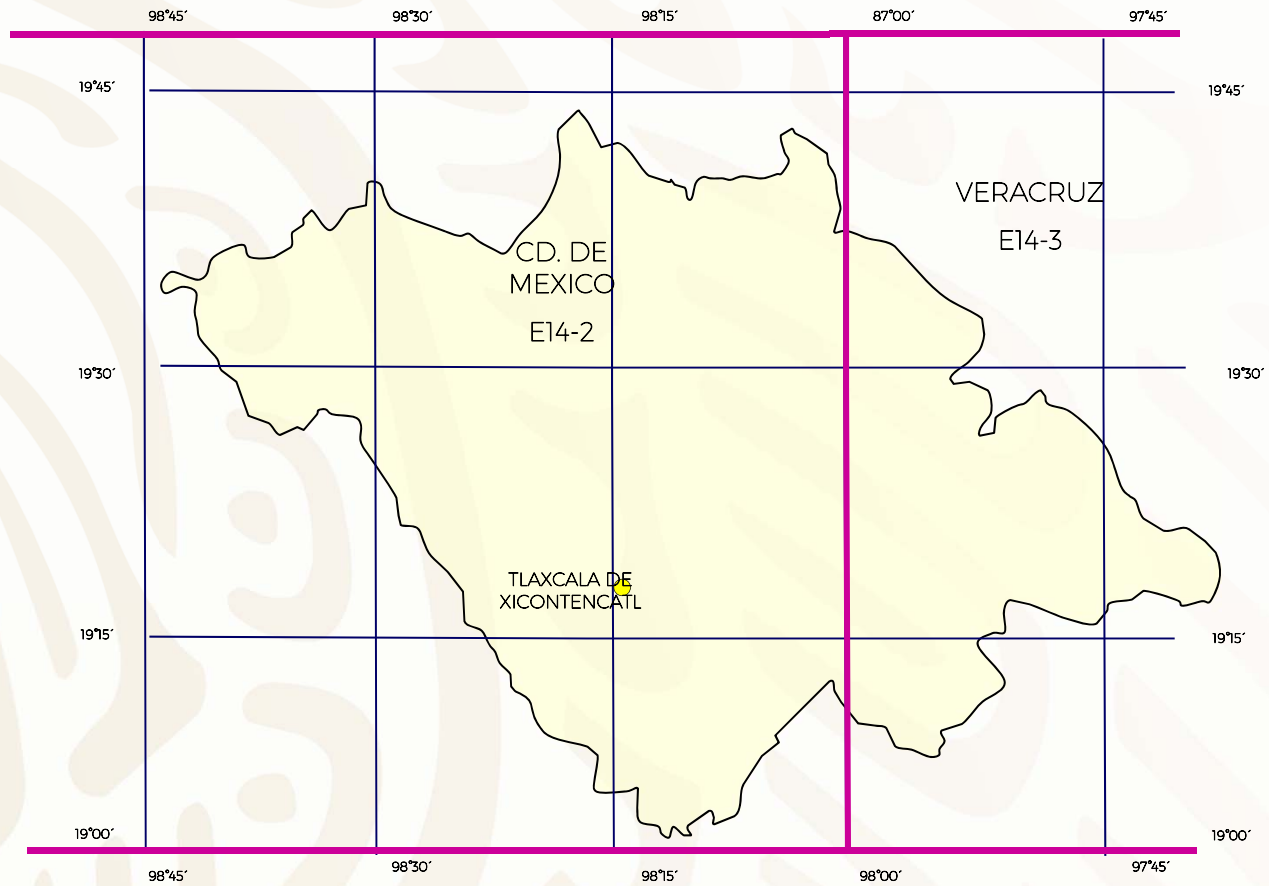 98°45´ 98°30´ 98°15´ 87°00´ 97°45´
19°45´ 19°45´
VERACRUZ
E14-3
CD. DE
MEXICO
E14-2
19°30´ 19°30´
TLAXCALA DE
XICONTENCATL
19°15´ 19°15´
19°00´ 19°00´
98°45´ 98°30´ 98°15´ 98°00´ 97°45´